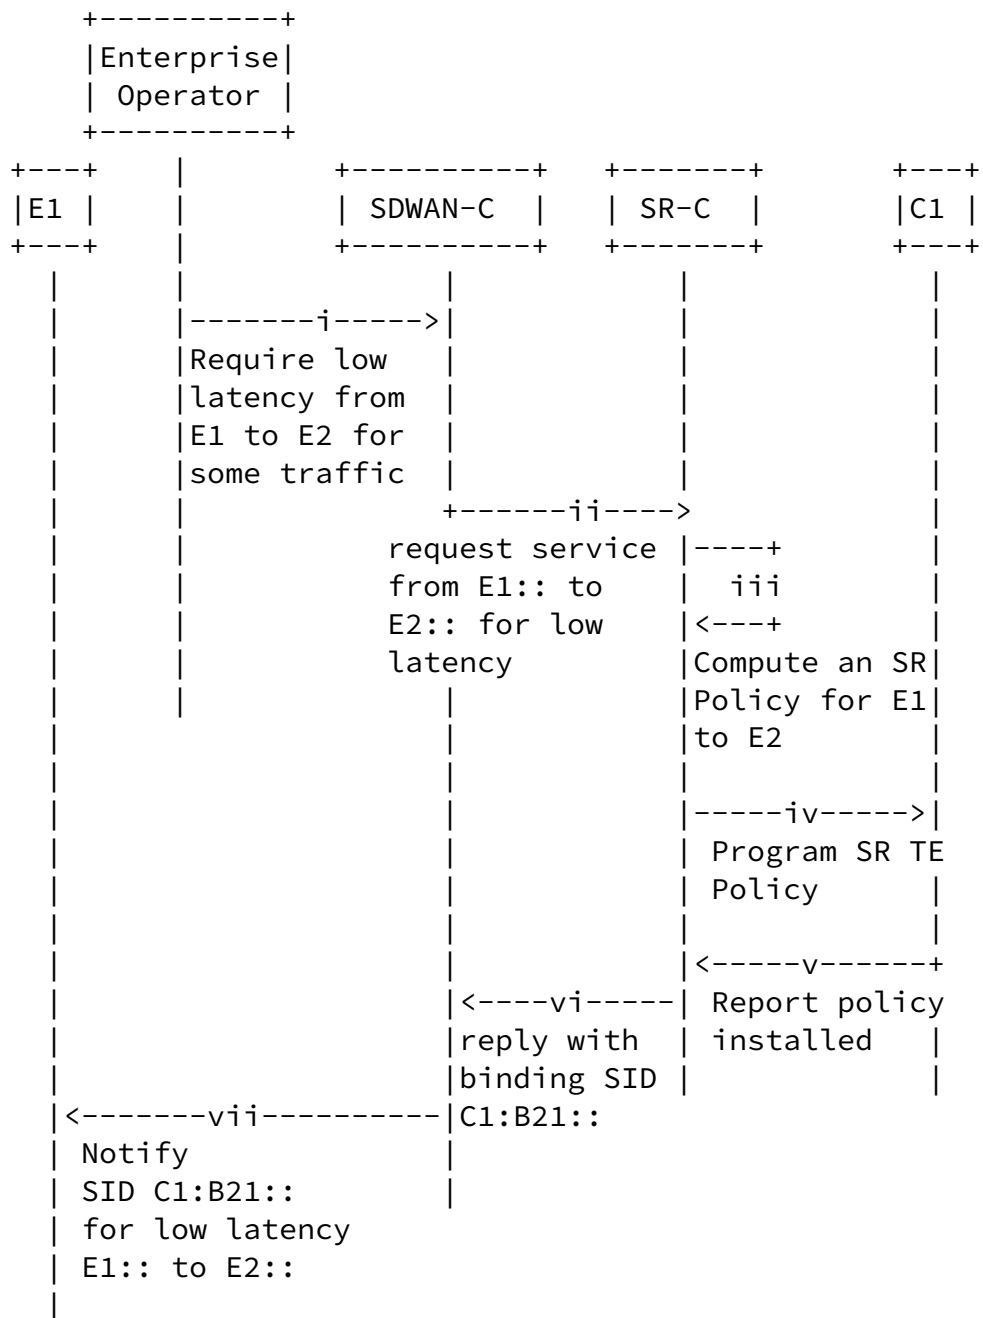 Enterprise
Operator
E1 SDWAN-C SR-C C1
i
Require low
latency from
E1 to E2 for
some traffic
ii
request service
from E1:: to iii
E2:: for low
latency Compute an SR
Policy for E1
to E2
iv
Program SR TE
Policy
v
vi Report policy
reply with installed
binding SID
vii C1:B21::
Notify
SID C1:B21::
for low latency
E1:: to E2::